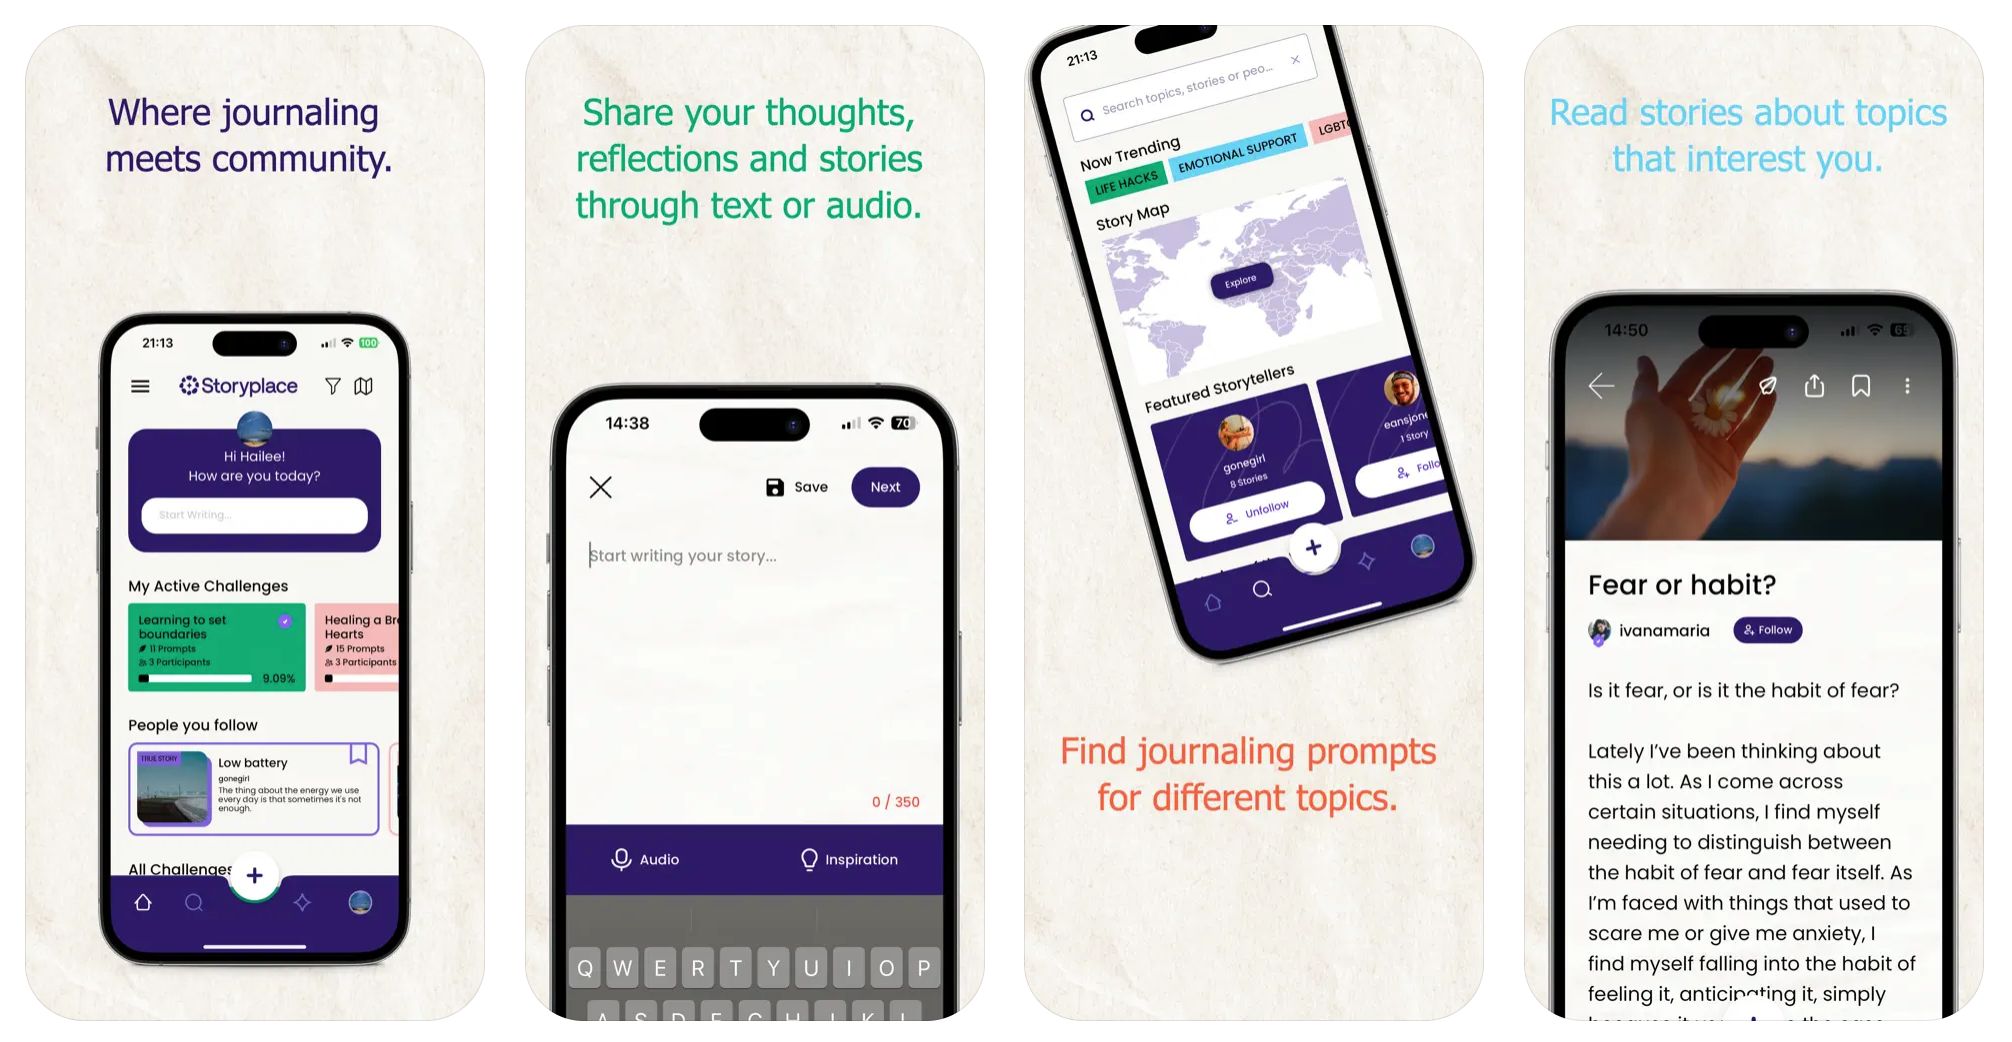 Where journaling
meets community.
21:13
100
Storyplace
Hi Hailee!
How are you today?
Start Writing...
My Active Challenges
Learning to set
boundaries
11 Prompts
3 Participants
9.09%
Healing a Br
Hearts
15 Prompts
3 Participants
People you follow
TRUE STORY
Low battery
gonegirl
The thing about the energy we use
every day is that sometimes it's not
enough.
All Challenges
Share your thoughts,
reflections and stories
through text or audio.
14:38
70
Save
Next
Start writing your story...
0 / 350
Audio
Inspiration
Q W E R T Y U I O P
A S D F G H J K L
21:13
Search topics, stories or peo...
Now Trending
LIFE HACKS
EMOTIONAL SUPPORT
LGBT
Story Map
Explore
Featured Storytellers
gonegirl
8 Stories
Unfollow
eansjone
1 Story
Follo
Find journaling prompts
for different topics.
Read stories about topics
that interest you.
14:50
69
Fear or habit?
ivanamaria
Follow
Is it fear, or is it the habit of fear?
Lately I've been thinking about
this a lot. As I come across
certain situations, I find myself
needing to distinguish between
the habit of fear and fear itself. As
I'm faced with things that used to
scare me or give me anxiety, I
find myself falling into the habit of
feeling it, anticipating it, simply